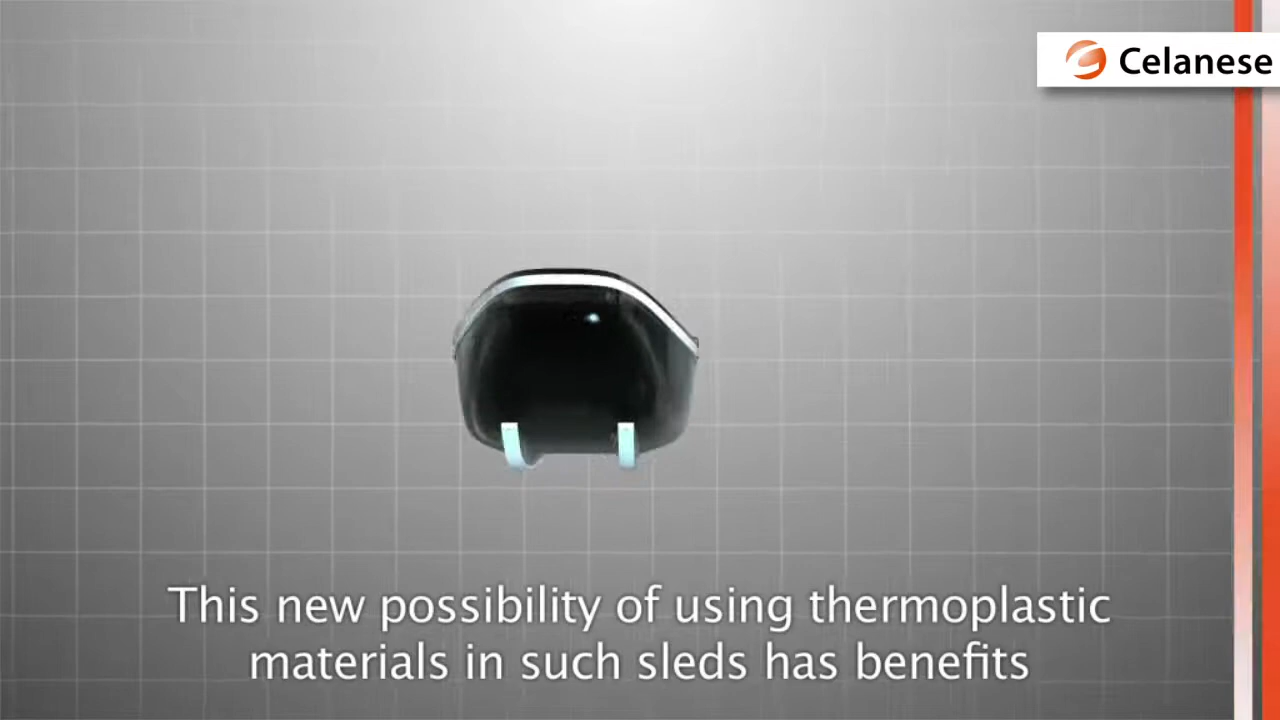 Celanese
This new possibility of using thermoplastic
materials in such sleds has benefits